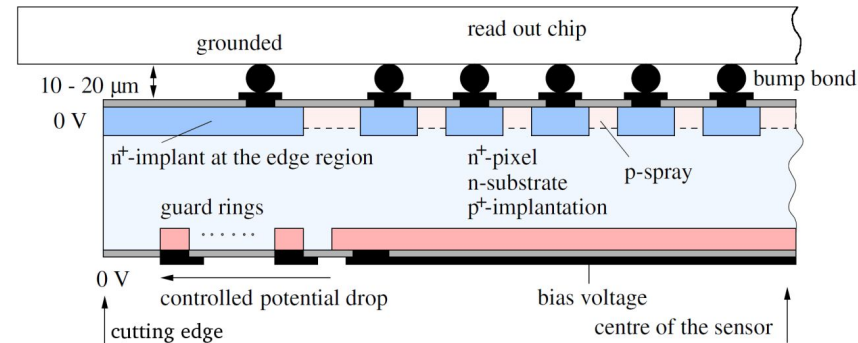 read out chip
grounded
10 - 20 μm
bump bond
0 V
n+-implant at the edge region
n+-pixel
n-substrate
p+-implantation
p-spray
guard rings
0 V
controlled potential drop
bias voltage
cutting edge
centre of the sensor